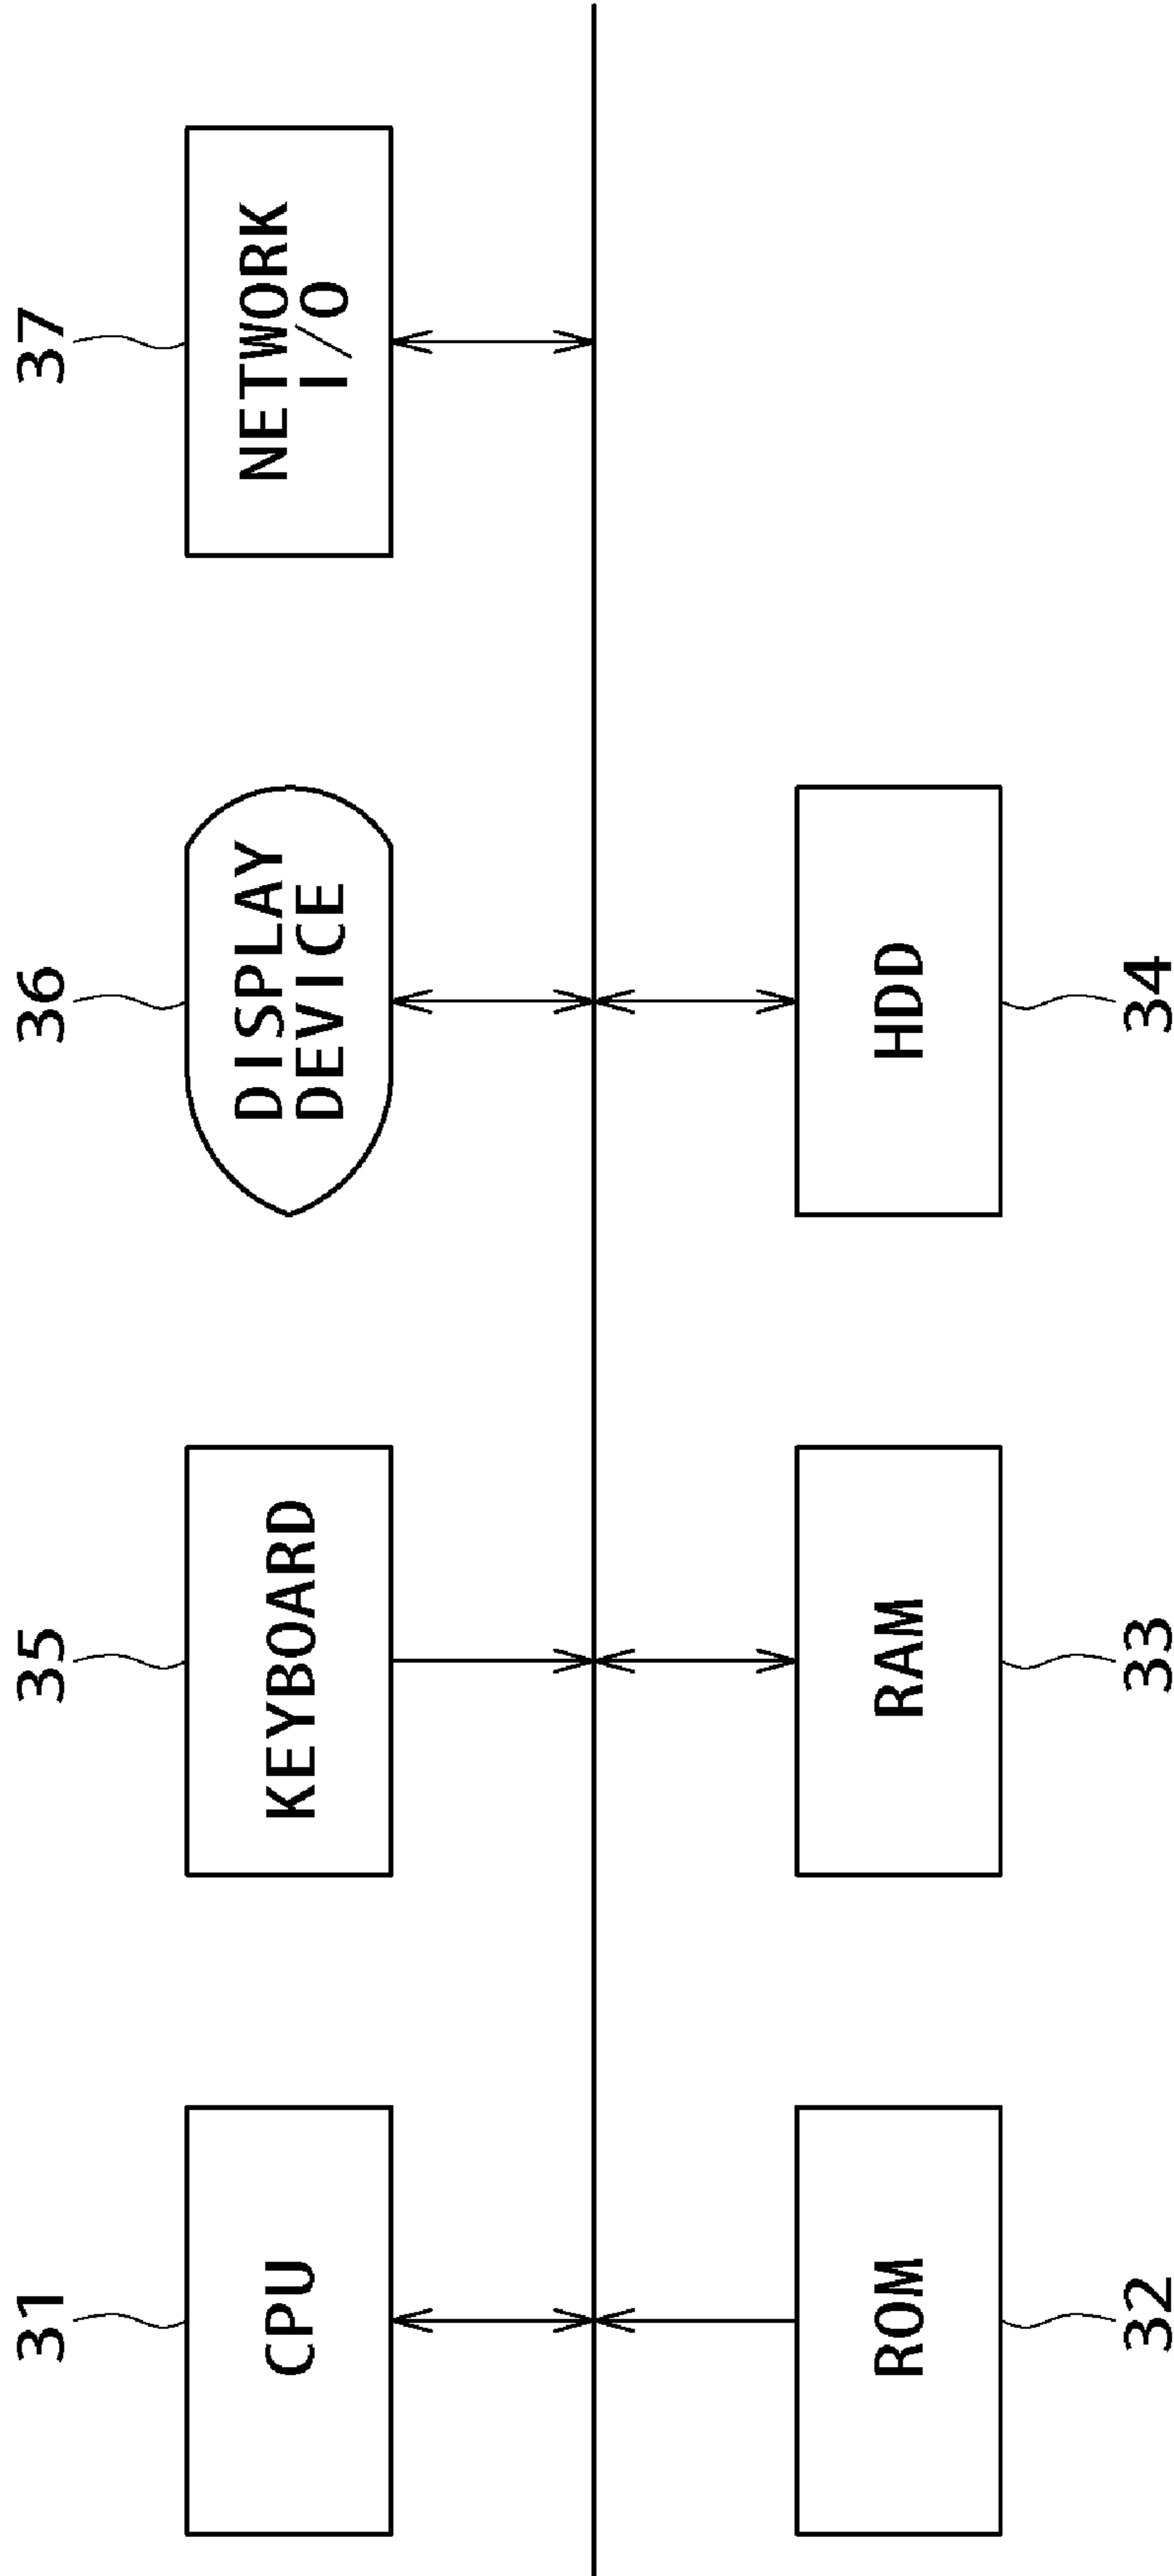 31
35
36
37
CPU
KEYBOARD
DISPLAY
DEVICE
NETWORK
I/O
ROM
RAM
HDD
32
33
34